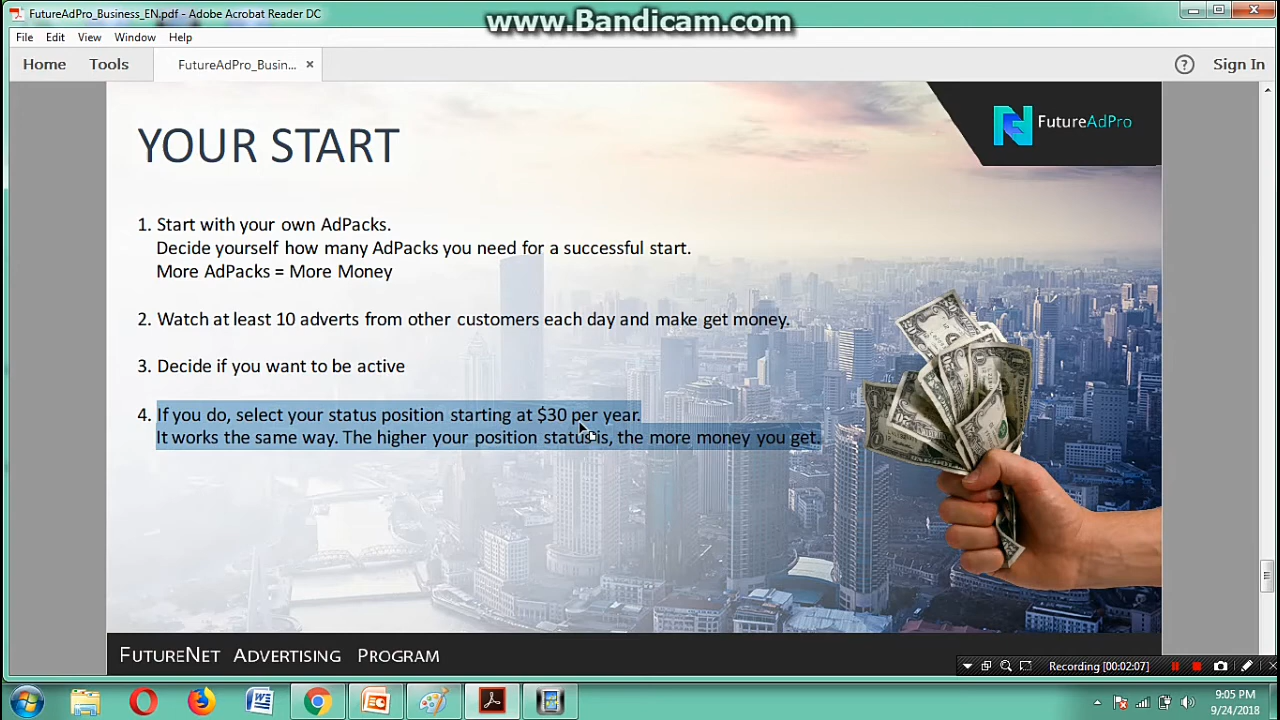 FutureAdPro_Business_EN.pdf - Adobe Acrobat Reader DC
www.Bandicam.com
File Edit View Window Help
Home Tools FutureAdPro_Busin... × ? Sign In
FutureAdPro
YOUR START
1. Start with your own AdPacks.
Decide yourself how many AdPacks you need for a successful start.
More AdPacks = More Money
2. Watch at least 10 adverts from other customers each day and make get money.
3. Decide if you want to be active
4. If you do, select your status position starting at $30 per year.
It works the same way. The higher your position status is, the more money you get.
FUTURENET ADVERTISING PROGRAM
Recording [00:02:07]
9:05 PM
9/24/2018